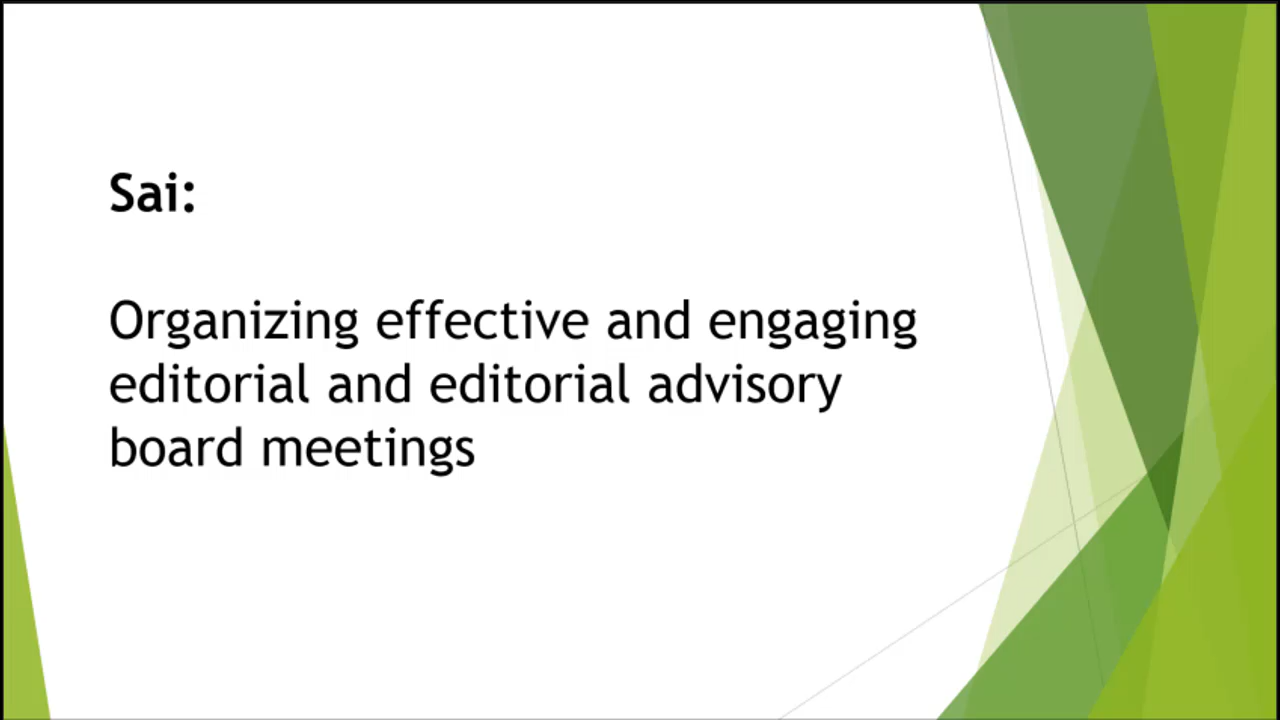 Sai:
Organizing effective and engaging
editorial and editorial advisory
board meetings